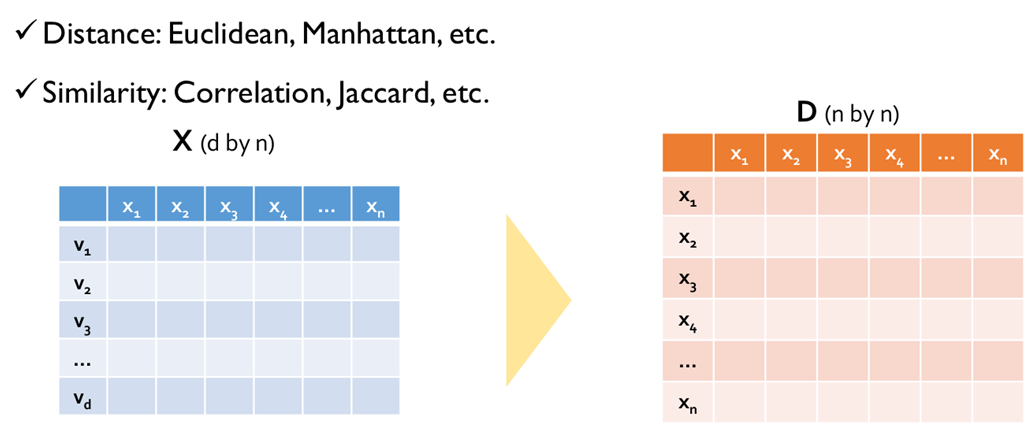 ✓ Distance: Euclidean, Manhattan, etc.
✓ Similarity: Correlation, Jaccard, etc.
X (d by n)
x₁ x₂ x₃ x₄ ... xₙ
v₁
v₂
v₃
...
v_d
D (n by n)
x₁ x₂ x₃ x₄ ... xₙ
x₁
x₂
x₃
x₄
...
xₙ